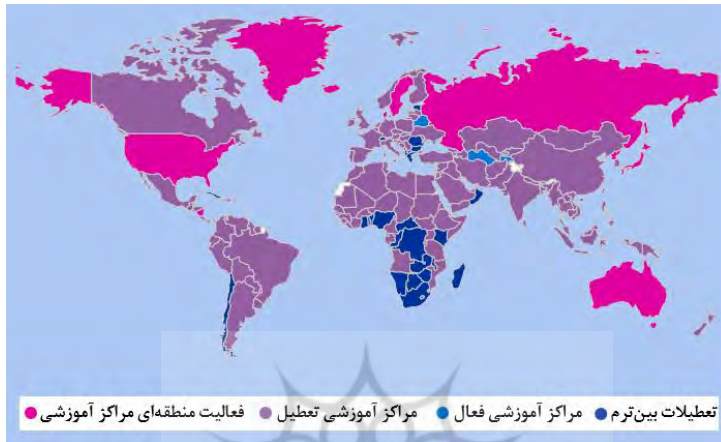 تعطیلات بین‌ترم ● مراکز آموزشی فعال ● مراکز آموزشی تعطیل ● فعالیت منطقه‌ای مراکز آموزشی ●